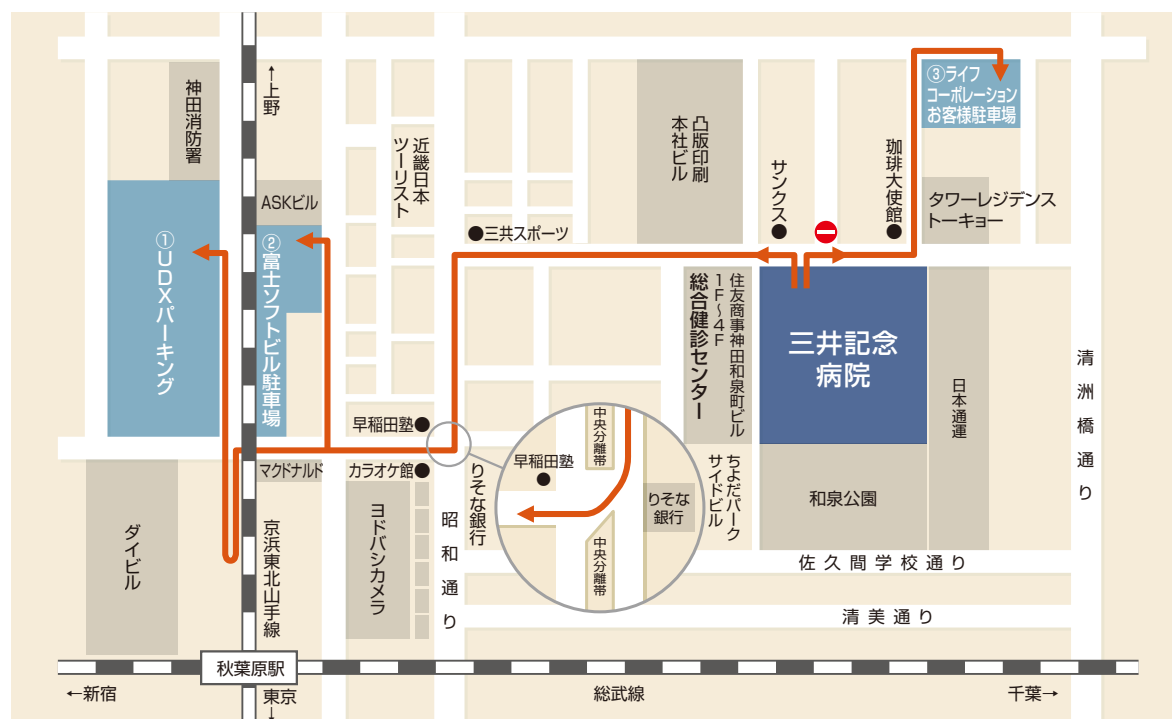 ←上野
神田消防署
③ライフ
コーポレーション
お客様駐車場
近畿日本
ツーリスト
凸版印刷
本社ビル
サンクス
珈琲大使館
タワーレジデンス
トーキョー
ASKビル
三共スポーツ
①UDXパーキング
②富士ソフトビル駐車場
住友商事神田和泉町ビル
1F〜4F
総合健診センター
三井記念
病院
日本通運
清洲橋通り
早稲田塾
カラオケ館
マクドナルド
りそな銀行
昭和通り
ヨドバシカメラ
ダイビル
京浜東北山手線
中央分離帯
早稲田塾
りそな
銀行
中央分離帯
ちよだパーク
サイドビル
和泉公園
佐久間学校通り
清美通り
秋葉原駅
←新宿
東京→
総武線
千葉→